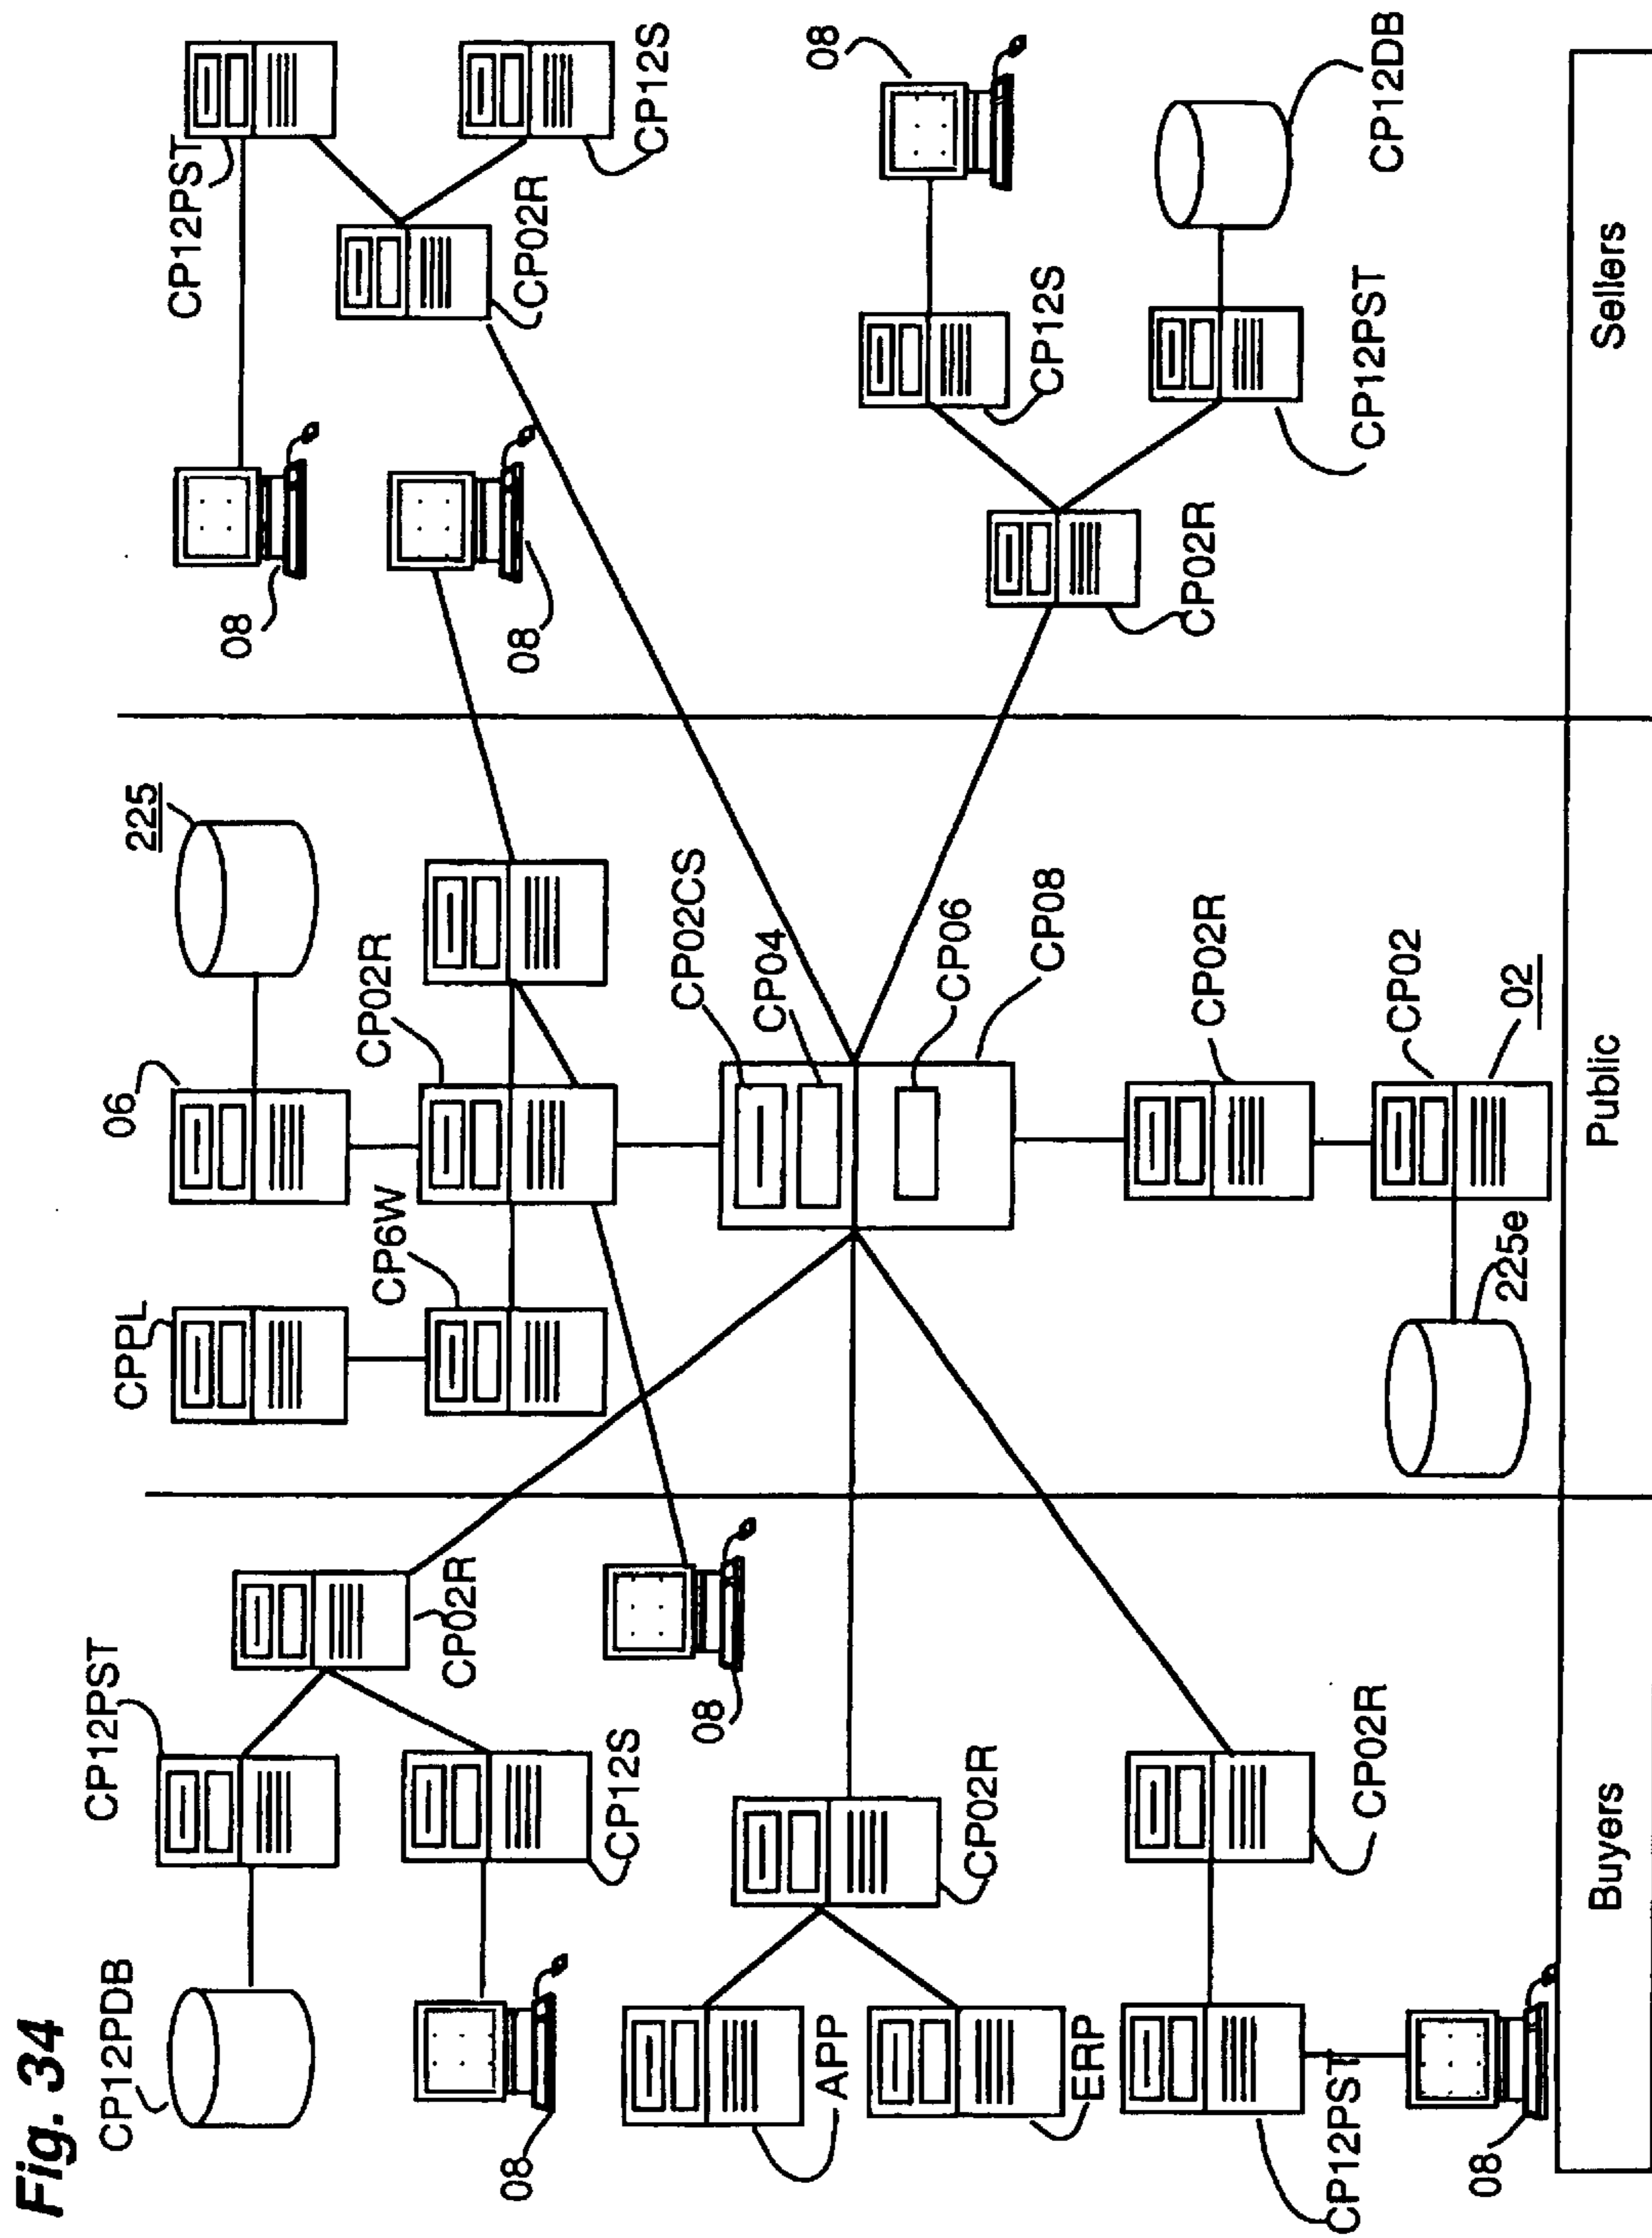 Fig. 34
CP12PDB
CP12PST
CP02R
08
CP12S
08
APP
ERP
CP02R
CP12PST
CP02R
08
CPPL
CP6W
06
CP02R
225
CP02CS
CP04
CP06
CP08
CP02R
CP02
02
225e
08
08
CP12PST
CP02R
CP12S
08
CP12S
CP02R
CP12PST
CP12DB
Buyers
Public
Sellers